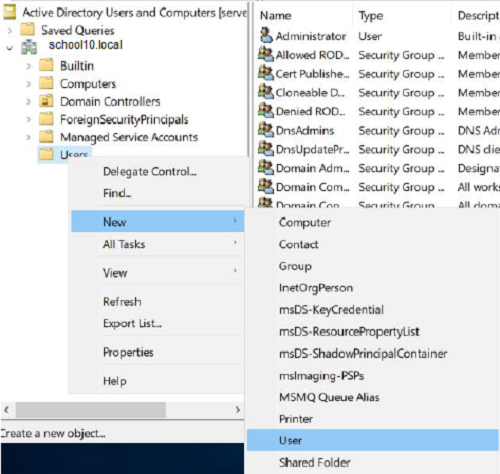 Active Directory Users and Computers [serve
Saved Queries
school10.local
Builtin
Computers
Domain Controllers
ForeignSecurityPrincipals
Managed Service Accounts
Users
Name Type Descript
Administrator User Built-in
Allowed ROD... Security Group ... Member
Cert Publishe... Security Group ... Member
Cloneable D... Security Group ... Member
Denied ROD... Security Group ... Member
DnsAdmins Security Group ... DNS Ad
DnsUpdatePr... Security Group ... DNS clie
Domain Adm... Security Group ... Designa
Domain Com... Security Group ... All works
Domain Con Security Group ... All doma
Delegate Control...
Find...
New
All Tasks
View
Refresh
Export List...
Properties
Help
Computer
Contact
Group
InetOrgPerson
msDS-KeyCredential
msDS-ResourcePropertyList
msDS-ShadowPrincipalContainer
msImaging-PSPs
MSMQ Queue Alias
Printer
User
Shared Folder
Create a new object...